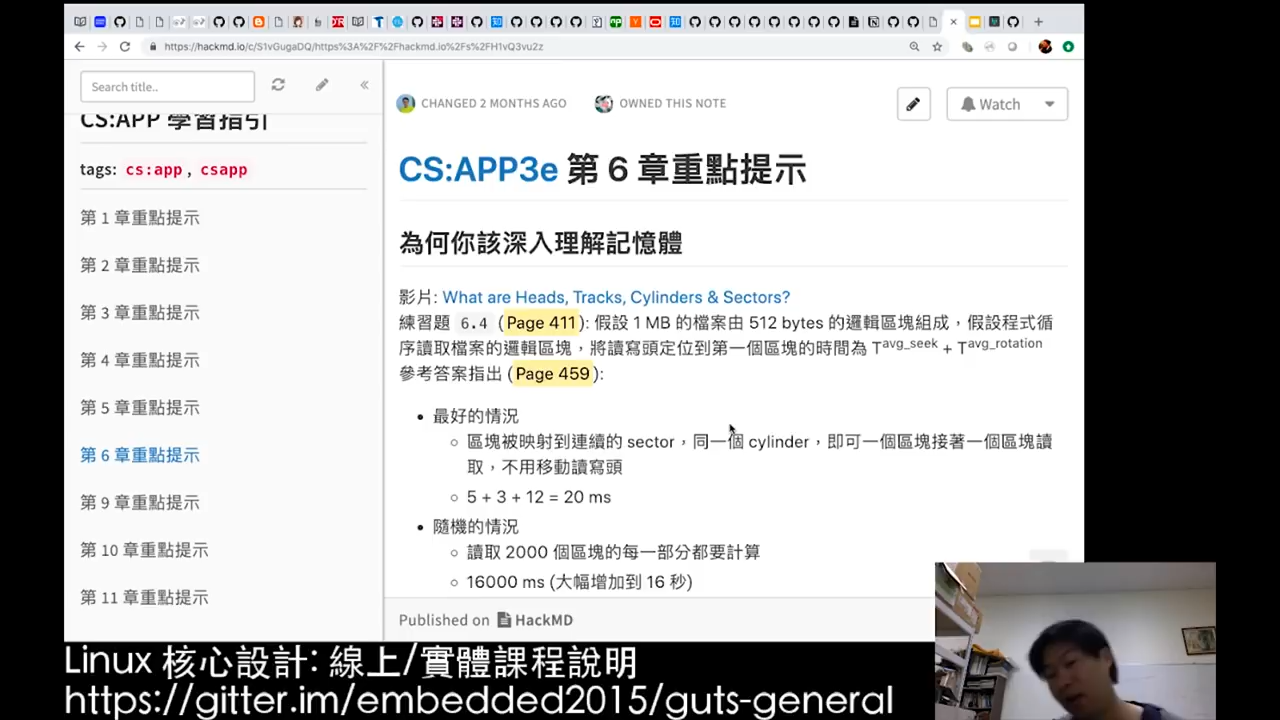 https://hackmd.io/c/S1vGugaDQ/https%3A%2F%2Fhackmd.io%2Fs%2FH1vQ3vu2z
Search title..
CS:APP 學習指引
tags: cs:app , csapp
第 1 章重點提示
第 2 章重點提示
第 3 章重點提示
第 4 章重點提示
第 5 章重點提示
第 6 章重點提示
第 9 章重點提示
第 10 章重點提示
第 11 章重點提示
CHANGED 2 MONTHS AGO OWNED THIS NOTE
Watch
CS:APP3e 第 6 章重點提示
為何你該深入理解記憶體
影片: What are Heads, Tracks, Cylinders & Sectors?
練習題 6.4 (Page 411): 假設 1 MB 的檔案由 512 bytes 的邏輯區塊組成，假設程式循
序讀取檔案的邏輯區塊，將讀寫頭定位到第一個區塊的時間為 Tavg_seek + Tavg_rotation
參考答案指出 (Page 459):
最好的情況
區塊被映射到連續的 sector，同一個 cylinder，即可一個區塊接著一個區塊讀
取，不用移動讀寫頭
5 + 3 + 12 = 20 ms
隨機的情況
讀取 2000 個區塊的每一部分都要計算
16000 ms (大幅增加到 16 秒)
Published on HackMD
Linux 核心設計: 線上/實體課程說明
https://gitter.im/embedded2015/guts-general